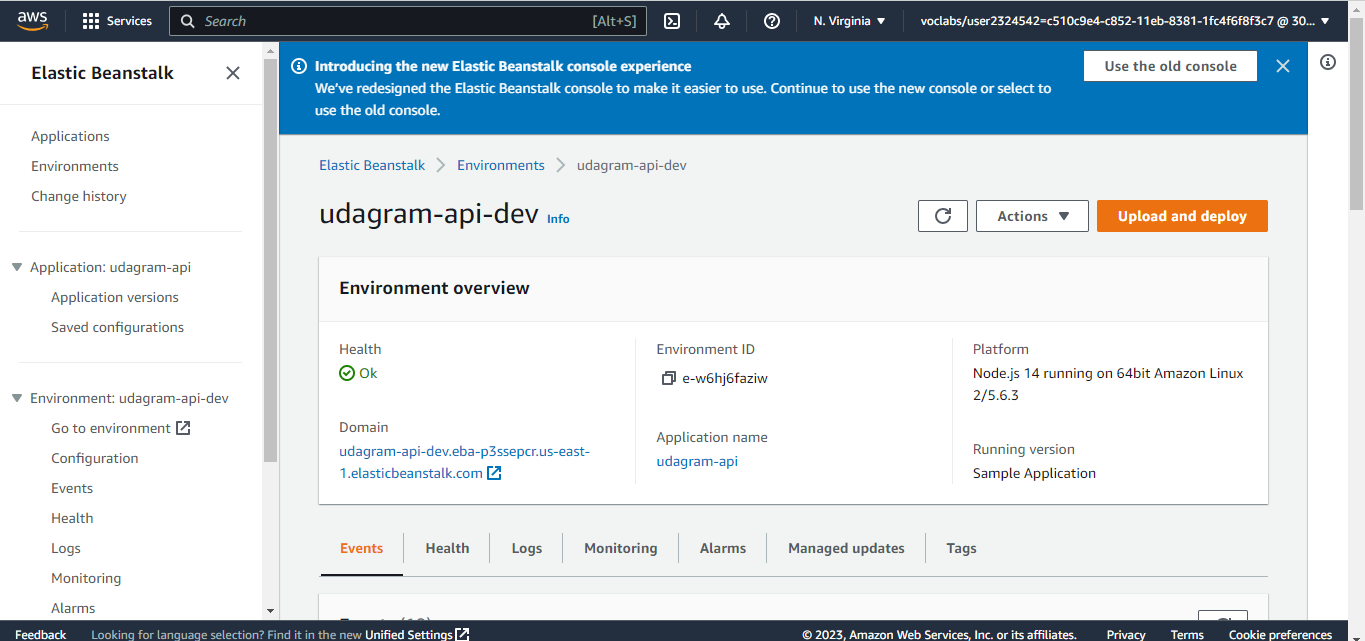 aws
Services
Search
[Alt+S]
N. Virginia
voclabs/user2324542=c510c9e4-c852-11eb-8381-1fc4f6f8f3c7 @ 30...
Elastic Beanstalk
Applications
Environments
Change history
Application: udagram-api
Application versions
Saved configurations
Environment: udagram-api-dev
Go to environment
Configuration
Events
Health
Logs
Monitoring
Alarms
Introducing the new Elastic Beanstalk console experience
We've redesigned the Elastic Beanstalk console to make it easier to use. Continue to use the new console or select to
use the old console.
Use the old console
Elastic Beanstalk
Environments
udagram-api-dev
udagram-api-dev Info
Actions
Upload and deploy
Environment overview
Health
Ok
Domain
udagram-api-dev.eba-p3ssepcr.us-east-
1.elasticbeanstalk.com
Environment ID
e-w6hj6faziw
Application name
udagram-api
Platform
Node.js 14 running on 64bit Amazon Linux
2/5.6.3
Running version
Sample Application
Events
Health
Logs
Monitoring
Alarms
Managed updates
Tags
Feedback
Looking for language selection? Find it in the new Unified Settings
© 2023, Amazon Web Services, Inc. or its affiliates.
Privacy
Terms
Cookie preferences